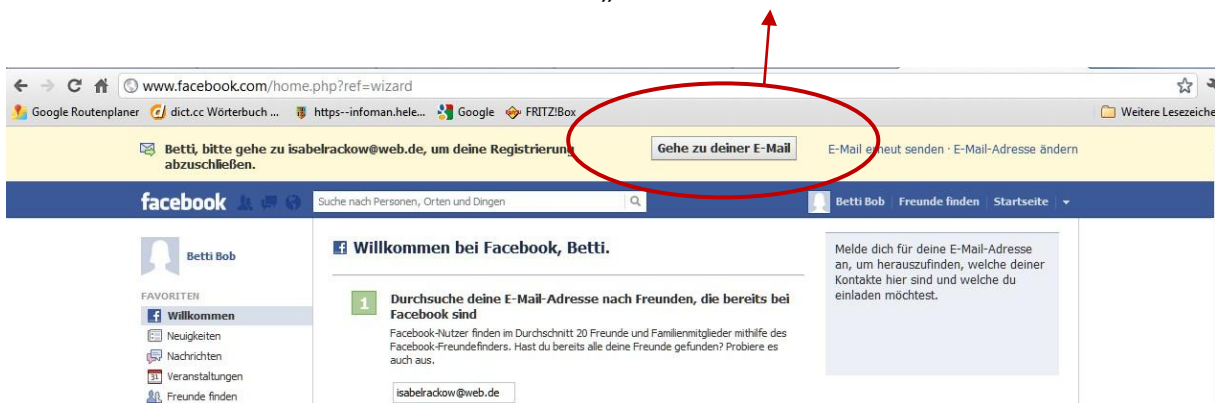 „
www.facebook.com/home.php?ref=wizard
Google Routenplaner dict.cc Wörterbuch ... https--infoman.hele... Google FRITZ!Box Weitere Lesezeiche
Betti, bitte gehe zu isabelrackow@web.de, um deine Registrierung abzuschließen.
Gehe zu deiner E-Mail
E-Mail erneut senden · E-Mail-Adresse ändern
facebook
Suche nach Personen, Orten und Dingen
Betti Bob Freunde finden Startseite
Betti Bob
FAVORITEN
Willkommen
Neuigkeiten
Nachrichten
31 Veranstaltungen
Freunde finden
Willkommen bei Facebook, Betti.
1
Durchsuche deine E-Mail-Adresse nach Freunden, die bereits bei
Facebook sind
Facebook-Nutzer finden im Durchschnitt 20 Freunde und Familienmitglieder mithilfe des
Facebook-Freundefinders. Hast du bereits alle deine Freunde gefunden? Probiere es
auch aus.
isabelrackow@web.de
Melde dich für deine E-Mail-Adresse
an, um herauszufinden, welche deiner
Kontakte hier sind und welche du
einladen möchtest.